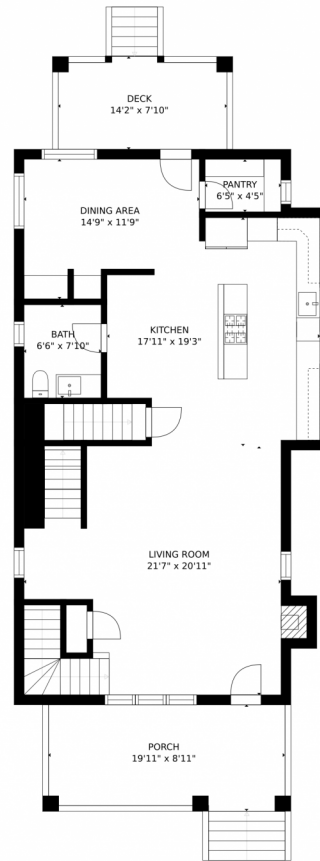 DECK
14'2" x 7'10"
PANTRY
6'5" x 4'5"
DINING AREA
14'9" x 11'9"
BATH
6'6" x 7'10"
KITCHEN
17'11" x 19'3"
LIVING ROOM
21'7" x 20'11"
PORCH
19'11" x 8'11"